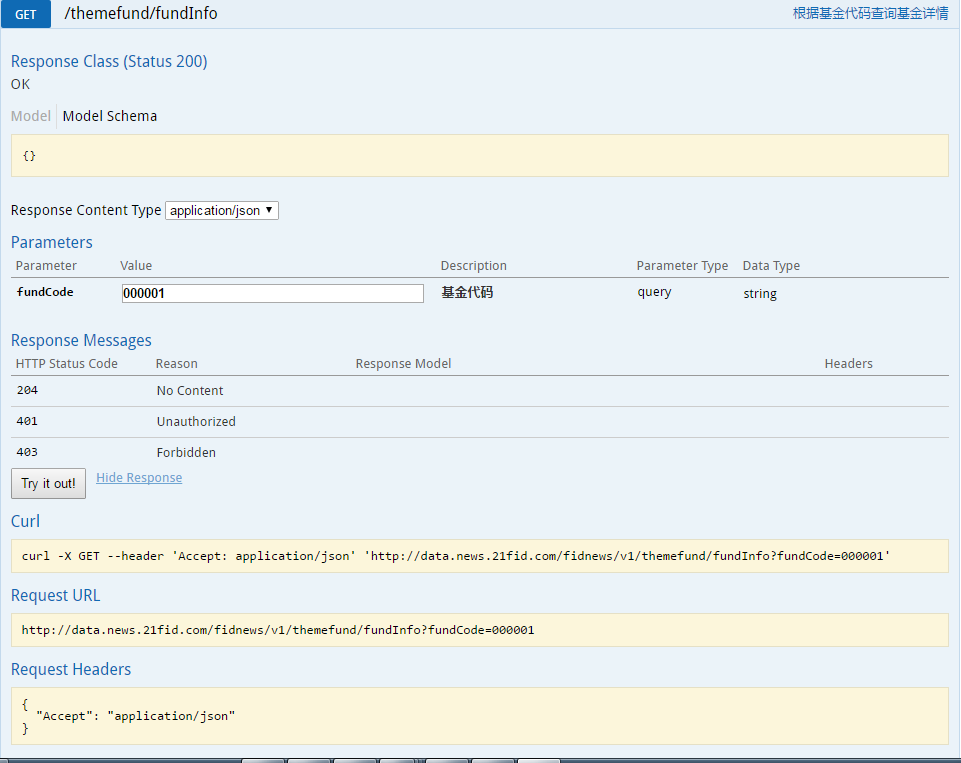 GET /themefund/fundInfo 根据基金代码查询基金详情
Response Class (Status 200)
OK
Model Model Schema
{}
Response Content Type application/json
Parameters
Parameter Value Description Parameter Type Data Type
fundCode 000001 基金代码 query string
Response Messages
HTTP Status Code Reason Response Model Headers
204 No Content
401 Unauthorized
403 Forbidden
Try it out! Hide Response
Curl
curl -X GET --header 'Accept: application/json' 'http://data.news.21fid.com/fidnews/v1/themefund/fundInfo?fundCode=000001'
Request URL
http://data.news.21fid.com/fidnews/v1/themefund/fundInfo?fundCode=000001
Request Headers
{
"Accept": "application/json"
}